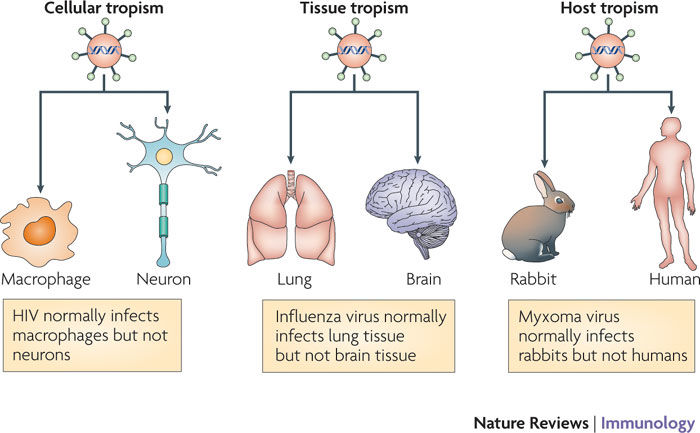 Cellular tropism
Tissue tropism
Host tropism
Macrophage
Neuron
Lung
Brain
Rabbit
Human
HIV normally infects
macrophages but not
neurons
Influenza virus normally
infects lung tissue
but not brain tissue
Myxoma virus
normally infects
rabbits but not humans
Nature Reviews | Immunology